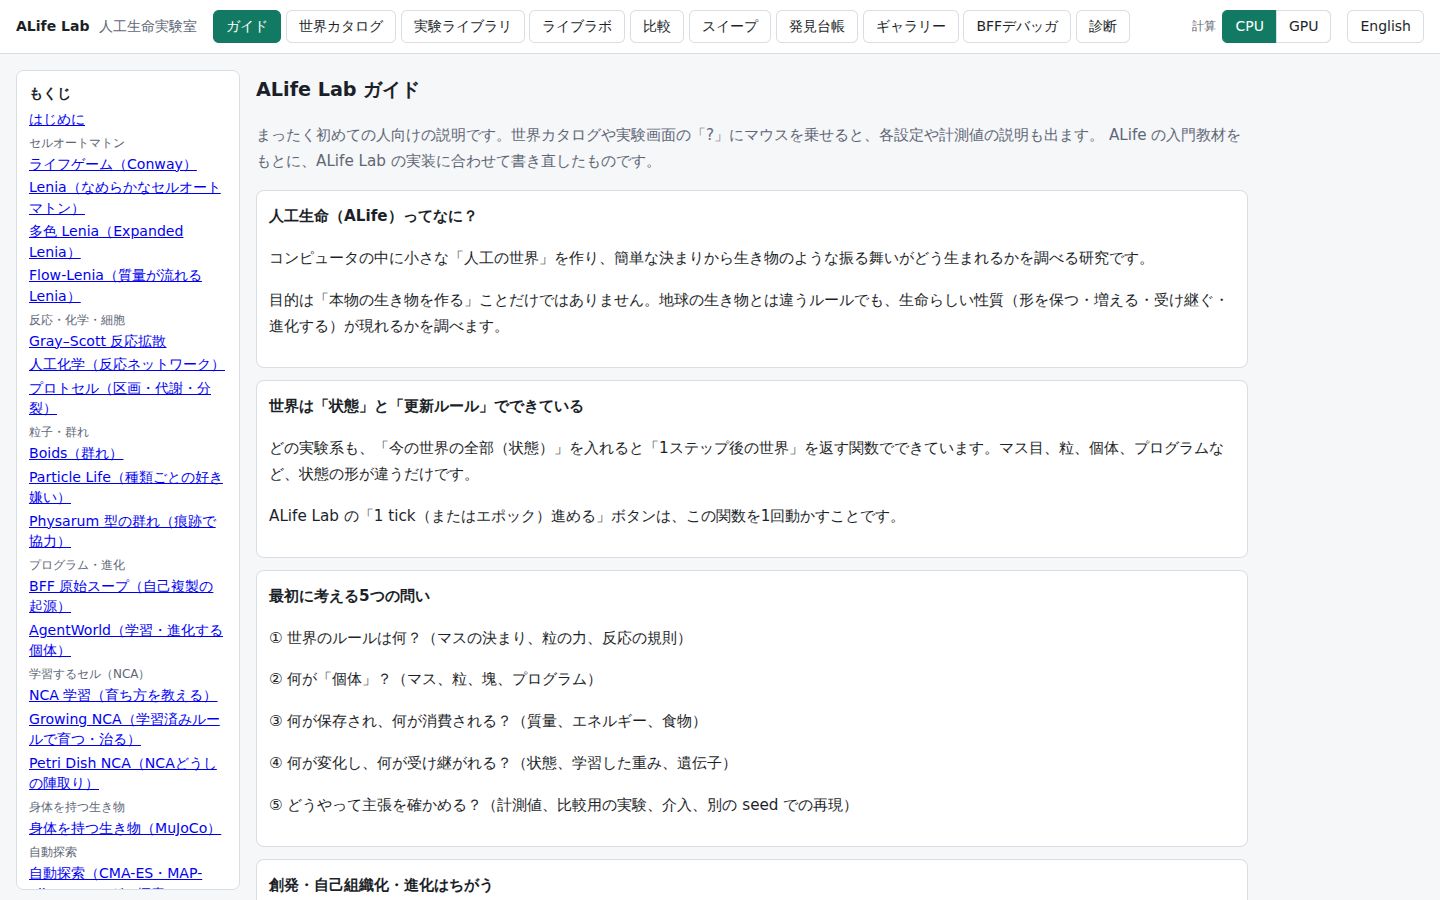 ALife Lab 人工生命実験室 ガイド 世界カタログ 実験ライブラリ ライブラボ 比較 スイープ 発見台帳 ギャラリー BFFデバッガ 診断 計算 CPU GPU English
もくじ
はじめに
セルオートマトン
ライフゲーム（Conway）
Lenia（なめらかなセルオート
マトン）
多色 Lenia（Expanded
Lenia）
Flow-Lenia（質量が流れる
Lenia）
反応・化学・細胞
Gray–Scott 反応拡散
人工化学（反応ネットワーク）
プロトセル（区画・代謝・分
裂）
粒子・群れ
Boids（群れ）
Particle Life（種類ごとの好き
嫌い）
Physarum 型の群れ（痕跡で
協力）
プログラム・進化
BFF 原始スープ（自己複製の
起源）
AgentWorld（学習・進化する
個体）
学習するセル（NCA）
NCA 学習（育ち方を教える）
Growing NCA（学習済みルー
ルで育つ・治る）
Petri Dish NCA（NCAどうし
の陣取り）
身体を持つ生き物
身体を持つ生き物（MuJoCo）
自動探索
自動探索（CMA-ES・MAP-
ALife Lab ガイド
まったく初めての人向けの説明です。世界カタログや実験画面の「?」にマウスを乗せると、各設定や計測値の説明も出ます。 ALife の入門教材を
もとに、ALife Lab の実装に合わせて書き直したものです。
人工生命（ALife）ってなに？
コンピュータの中に小さな「人工の世界」を作り、簡単な決まりから生き物のような振る舞いがどう生まれるかを調べる研究です。
目的は「本物の生き物を作る」ことだけではありません。地球の生き物とは違うルールでも、生命らしい性質（形を保つ・増える・受け継ぐ・
進化する）が現れるかを調べます。
世界は「状態」と「更新ルール」でできている
どの実験系も、「今の世界の全部（状態）」を入れると「1ステップ後の世界」を返す関数でできています。マス目、粒、個体、プログラムな
ど、状態の形が違うだけです。
ALife Lab の「1 tick（またはエポック）進める」ボタンは、この関数を1回動かすことです。
最初に考える5つの問い
① 世界のルールは何？（マスの決まり、粒の力、反応の規則）
② 何が「個体」？（マス、粒、塊、プログラム）
③ 何が保存され、何が消費される？（質量、エネルギー、食物）
④ 何が変化し、何が受け継がれる？（状態、学習した重み、遺伝子）
⑤ どうやって主張を確かめる？（計測値、比較用の実験、介入、別の seed での再現）
創発・自己組織化・進化はちがう